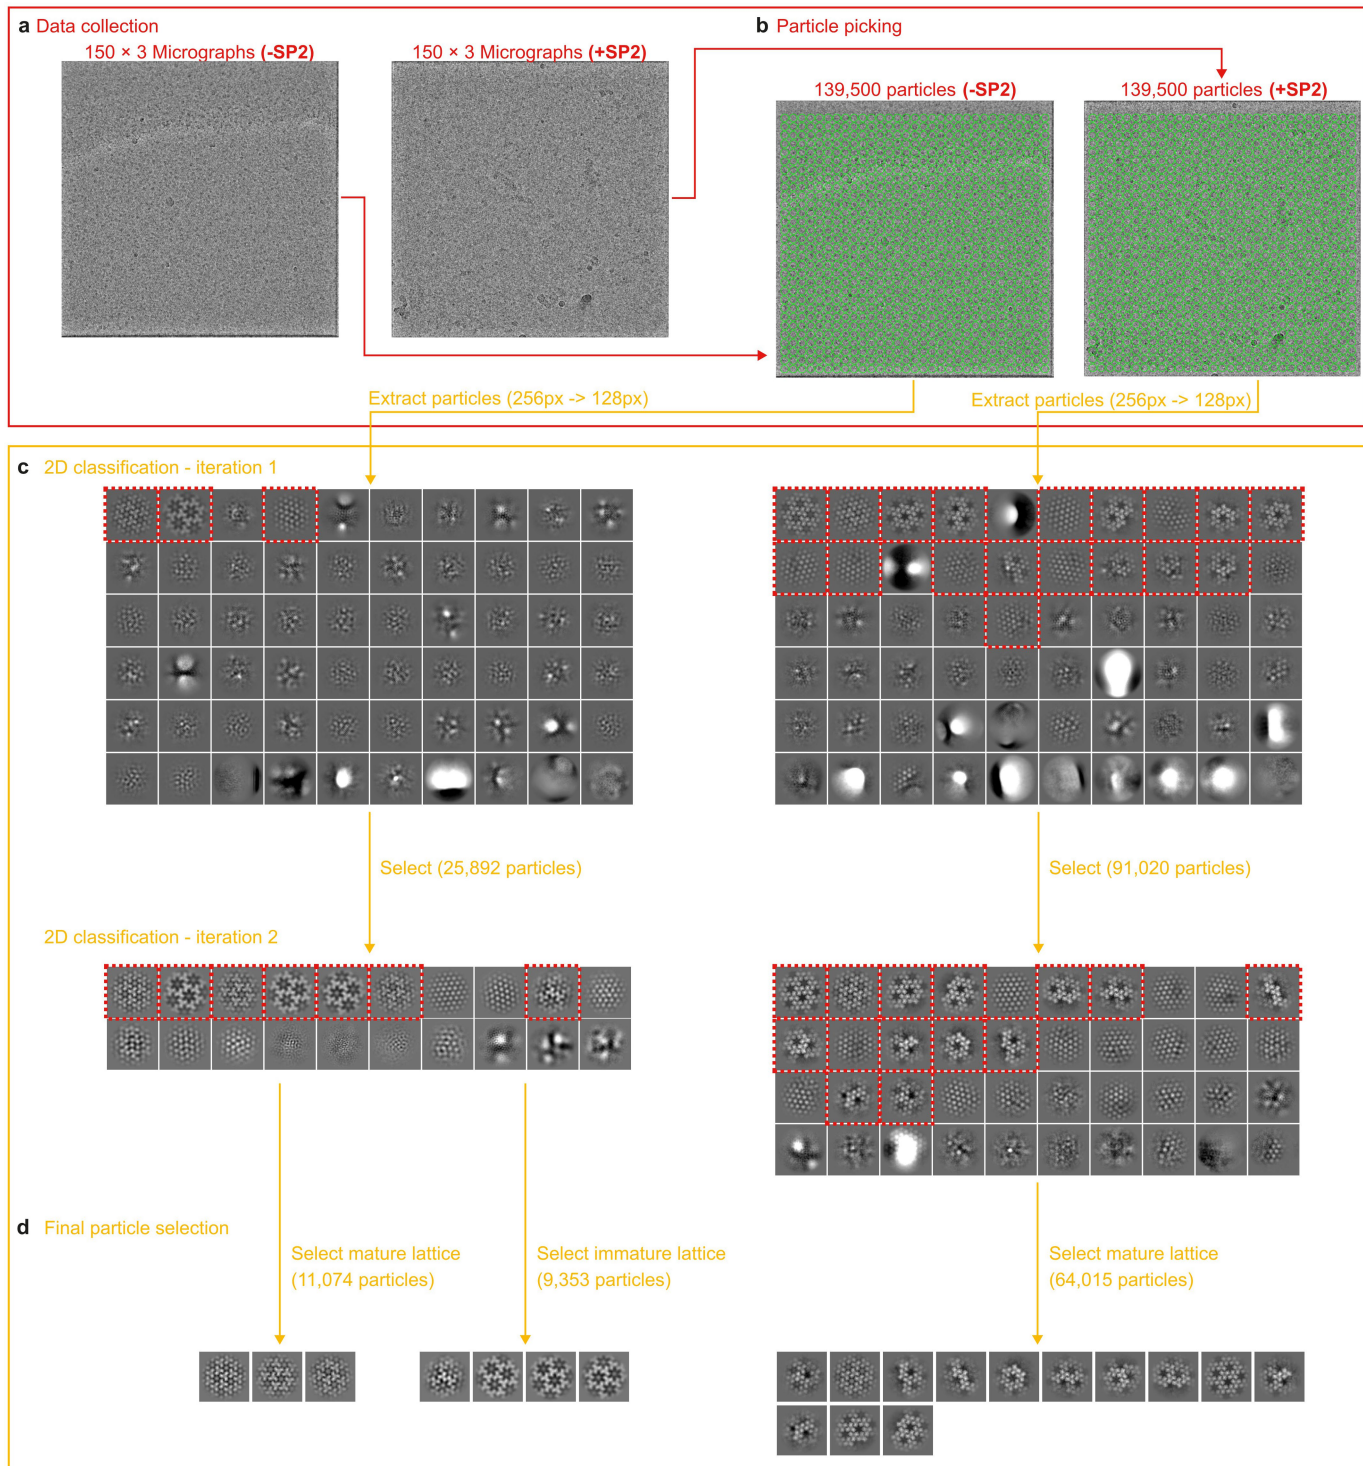 a Data collection
150 × 3 Micrographs (-SP2)
150 × 3 Micrographs (+SP2)
b Particle picking
139,500 particles (-SP2)
139,500 particles (+SP2)
Extract particles (256px -> 128px)
Extract particles (256px -> 128px)
c 2D classification - iteration 1
Select (25,892 particles)
Select (91,020 particles)
2D classification - iteration 2
d Final particle selection
Select mature lattice
(11,074 particles)
Select immature lattice
(9,353 particles)
Select mature lattice
(64,015 particles)